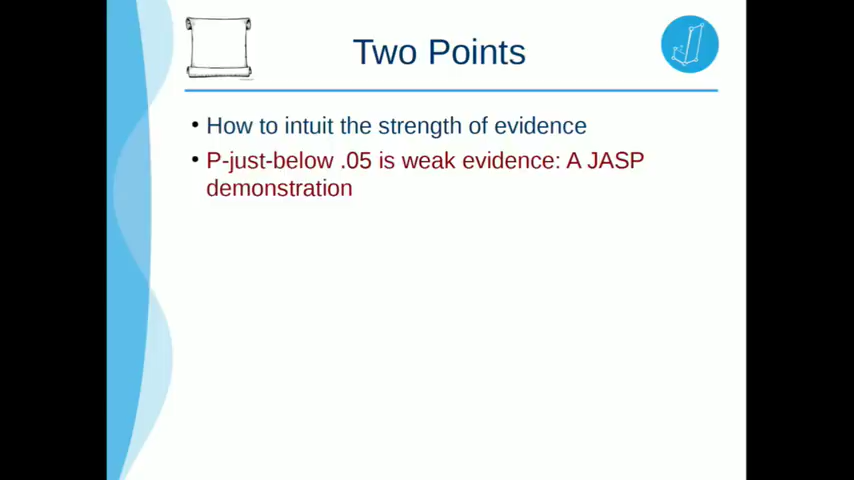 Two Points
• How to intuit the strength of evidence
• P-just-below .05 is weak evidence: A JASP
demonstration